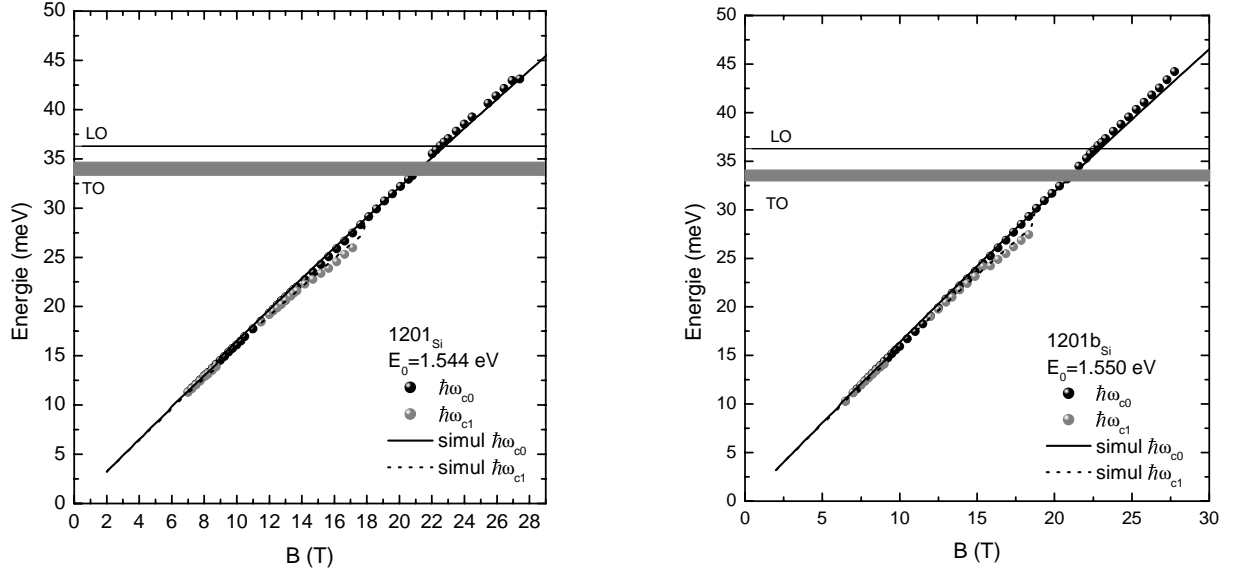 50
45
40
35
30
25
20
15
10
5
0
Energie (meV)
LO
TO
1201Si
E0=1.544 eV
ħωc0
ħωc1
simul ħωc0
simul ħωc1
0 2 4 6 8 10 12 14 16 18 20 22 24 26 28
B (T)
50
45
40
35
30
25
20
15
10
5
0
Energie (meV)
LO
TO
1201bSi
E0=1.550 eV
ħωc0
ħωc1
simul ħωc0
simul ħωc1
0 5 10 15 20 25 30
B (T)